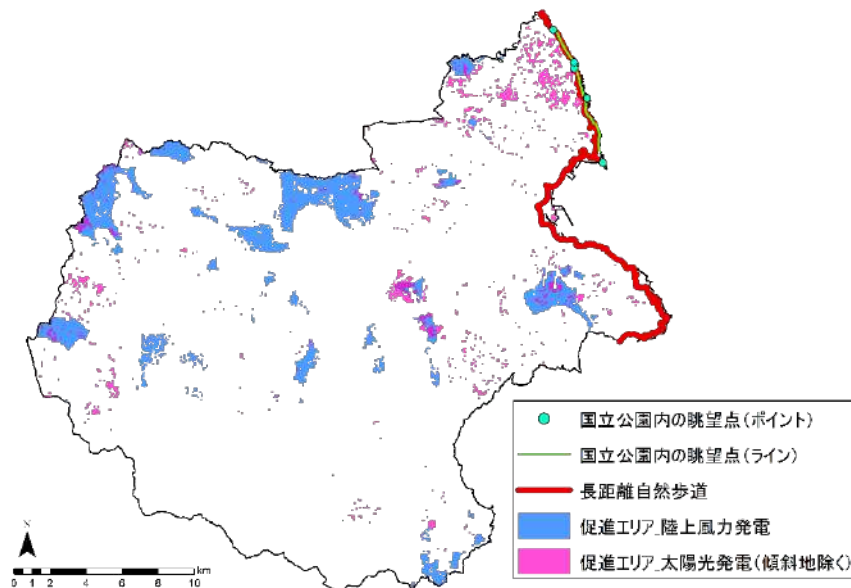 国立公園内の眺望点(ポイント)
国立公園内の眺望点(ライン)
長距離自然歩道
促進エリア_陸上風力発電
促進エリア_太陽光発電(傾斜地除く)
N
0 1 2 4 6 8 10 km